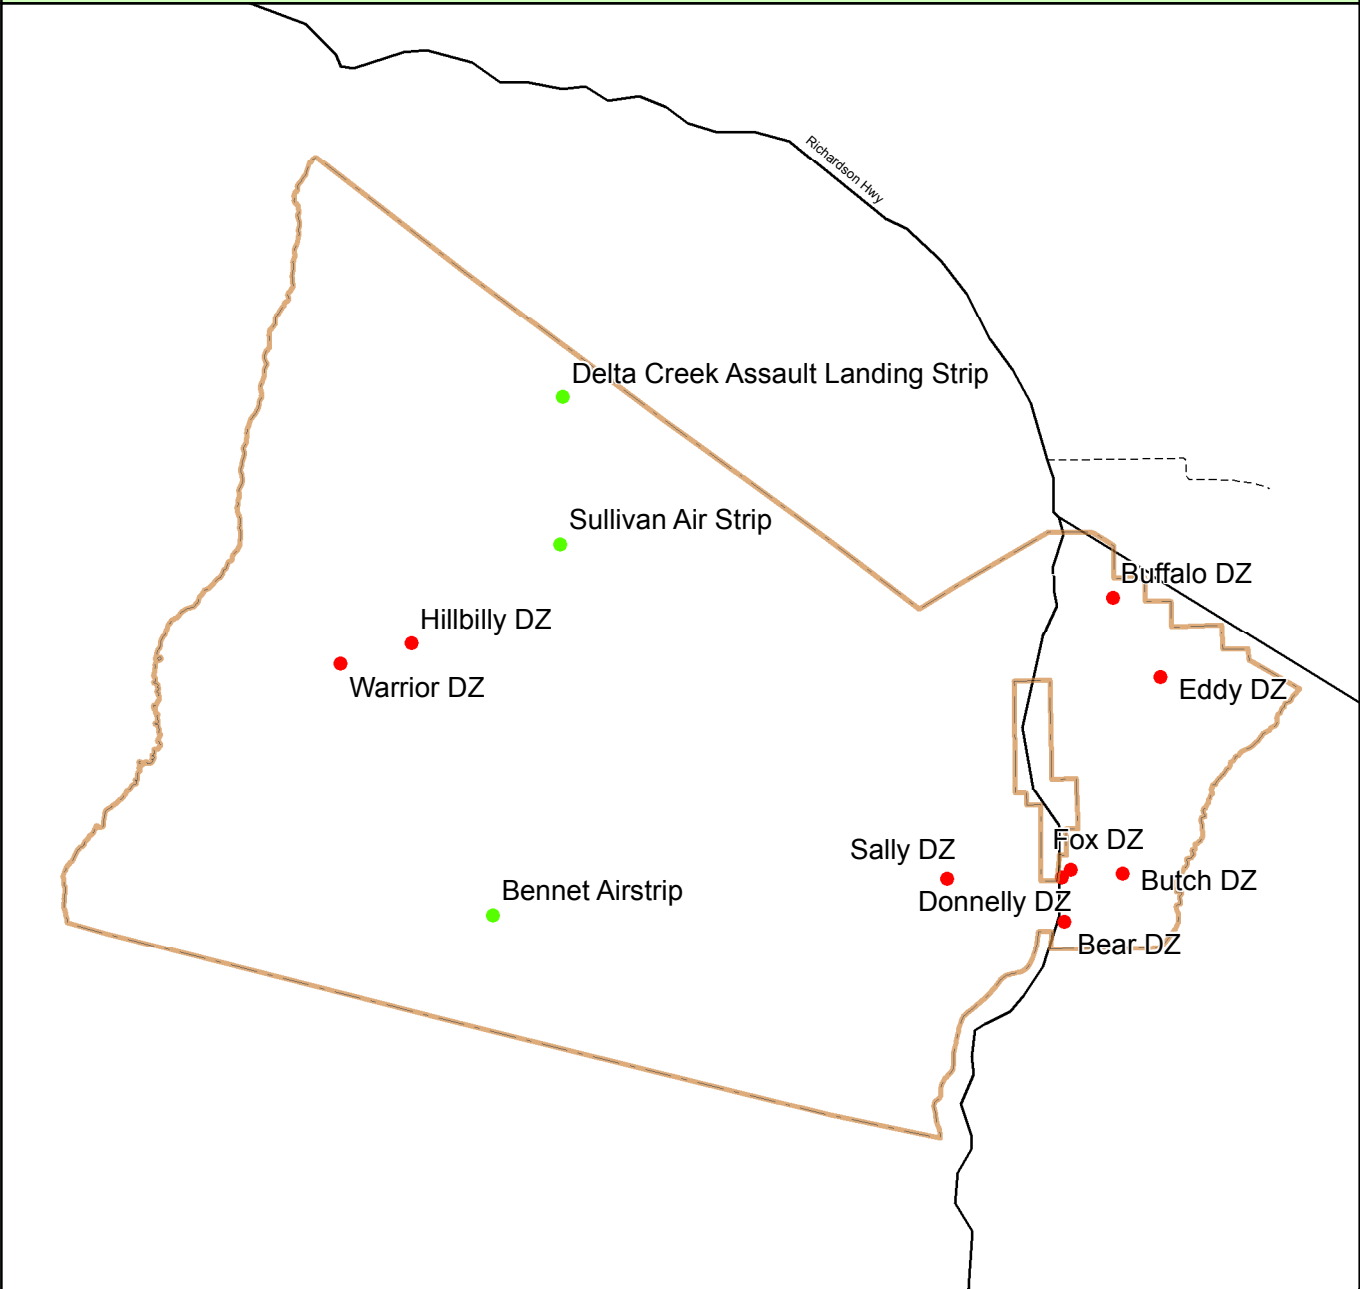 Richardson Hwy
Delta Creek Assault Landing Strip
Sullivan Air Strip
Buffalo DZ
Hillbilly DZ
Warrior DZ
Eddy DZ
Fox DZ
Sally DZ
Butch DZ
Bennet Airstrip
Donnelly DZ
Bear DZ